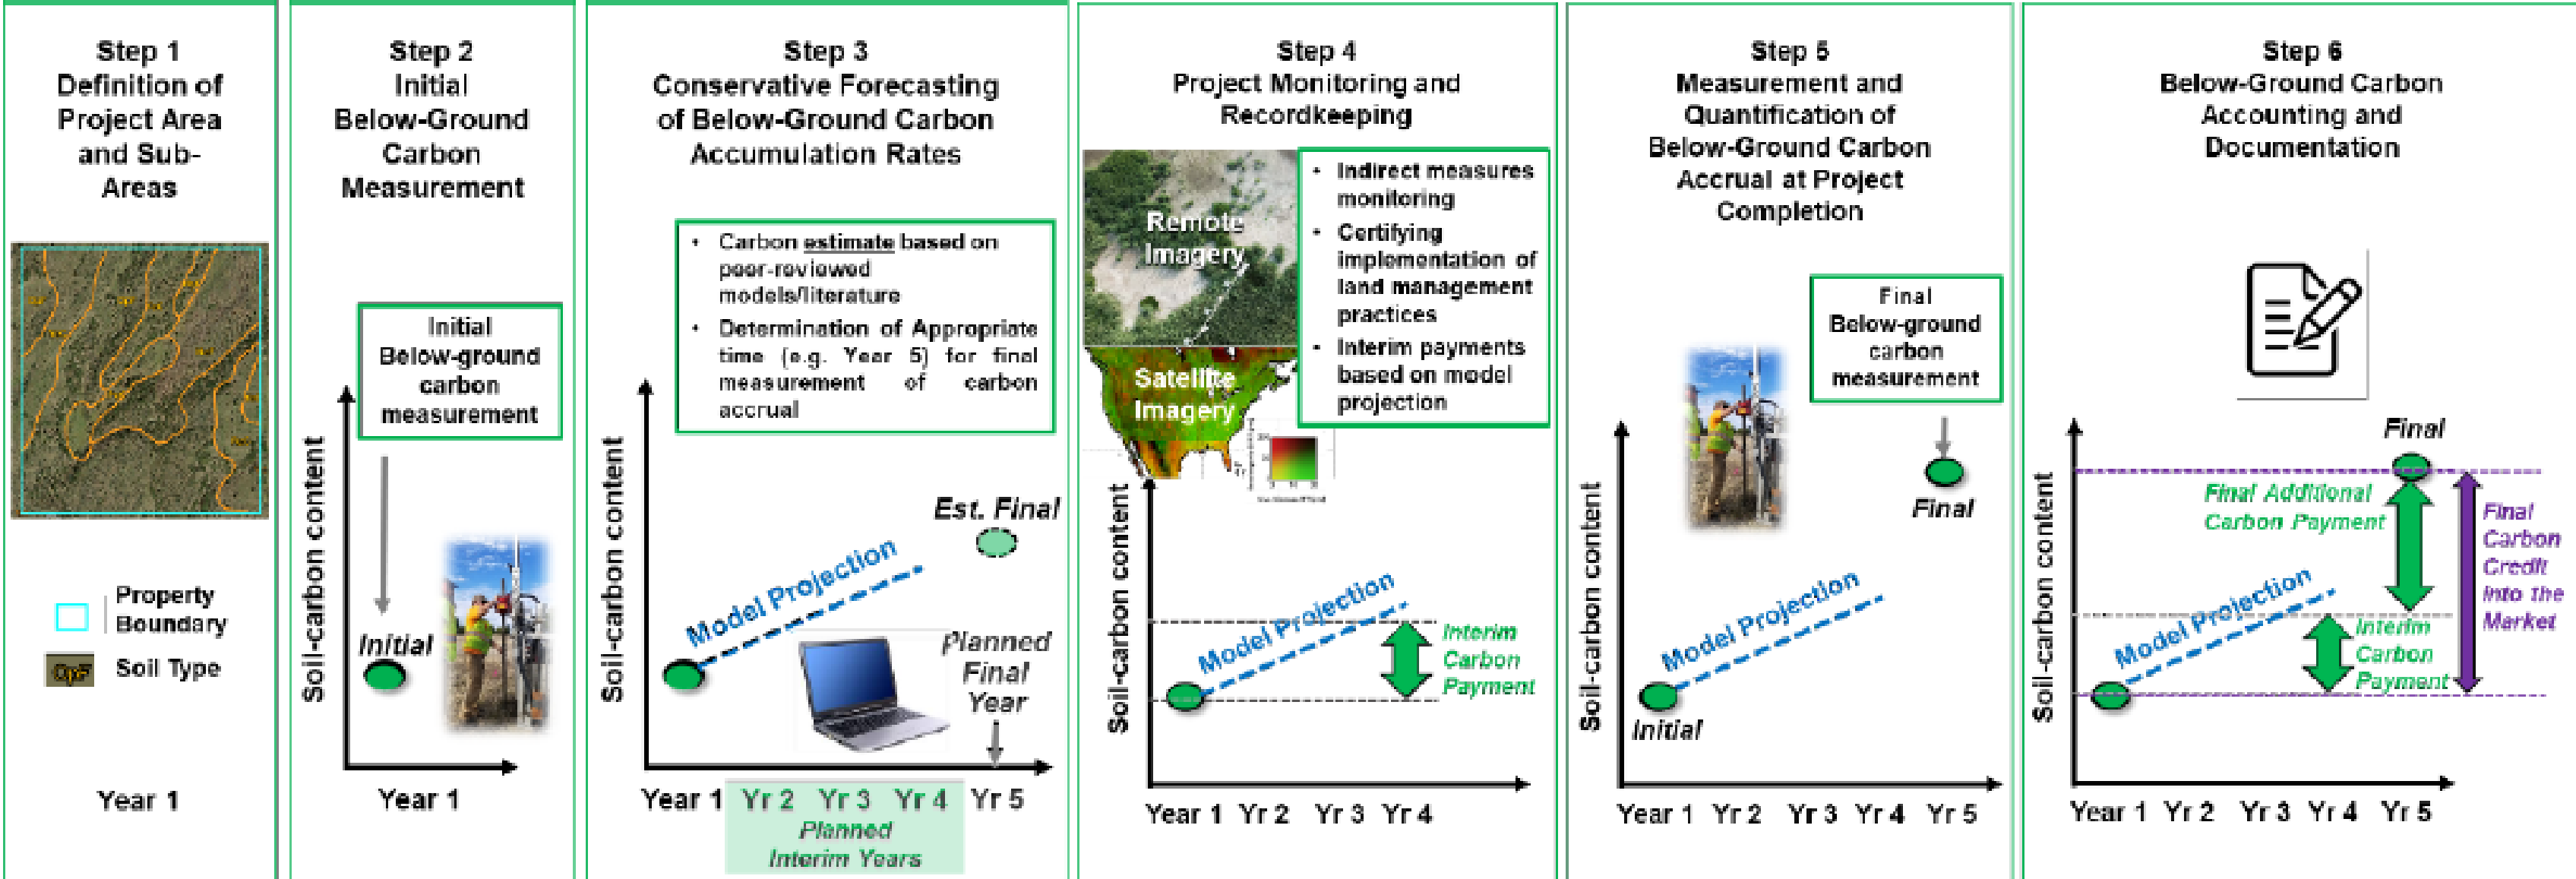 Step 1
Definition of
Project Area
and Sub-
Areas
Property
Boundary
CpF
Soil Type
Year 1
Step 2
Initial
Below-Ground
Carbon
Measurement
Initial
Below-ground
carbon
measurement
Soil-carbon content
Initial
Year 1
Step 3
Conservative Forecasting
of Below-Ground Carbon
Accumulation Rates
• Carbon estimate based on
peer-reviewed
models/literature
• Determination of Appropriate
time (e.g. Year 5) for final
measurement of carbon
accrual
Soil-carbon content
Est. Final
Model Projection
Planned
Final
Year
Year 1 Yr 2 Yr 3 Yr 4 Yr 5
Planned
Interim Years
Step 4
Project Monitoring and
Recordkeeping
Remote
Imagery
Satellite
Imagery
• Indirect measures
monitoring
• Certifying
implementation of
land management
practices
• Interim payments
based on model
projection
Soil-carbon content
Model Projection
Interim
Carbon
Payment
Year 1 Yr 2 Yr 3 Yr 4
Step 5
Measurement and
Quantification of
Below-Ground Carbon
Accrual at Project
Completion
Final
Below-ground
carbon
measurement
Soil-carbon content
Final
Model Projection
Initial
Year 1 Yr 2 Yr 3 Yr 4 Yr 5
Step 6
Below-Ground Carbon
Accounting and
Documentation
Soil-carbon content
Final
Final Additional
Carbon Payment
Final
Carbon
Credit
into the
Market
Model Projection
Interim
Carbon
Payment
Year 1 Yr 2 Yr 3 Yr 4 Yr 5